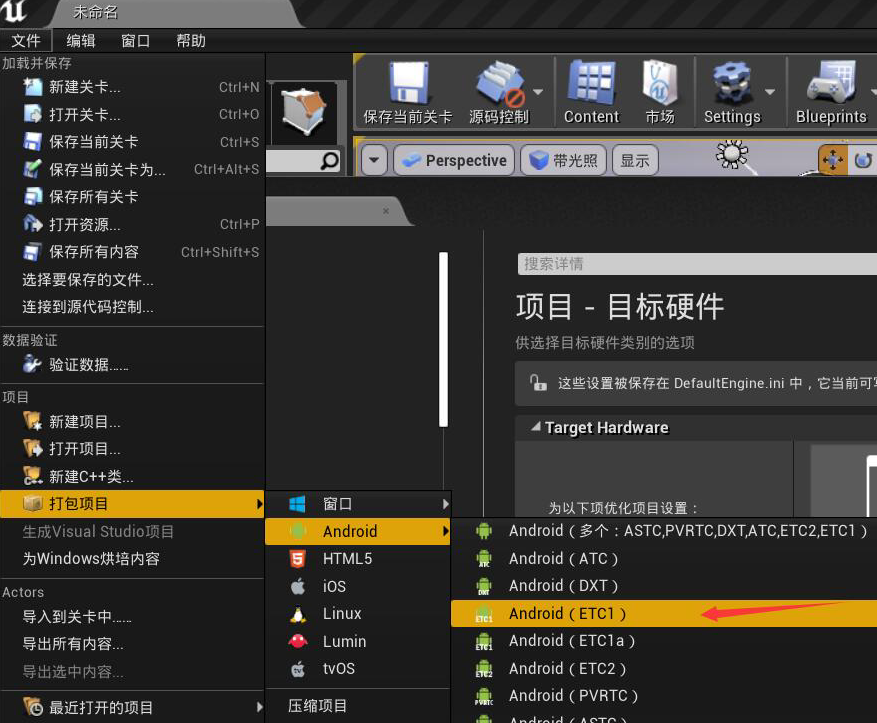 未命名
文件 编辑 窗口 帮助
加载并保存
新建关卡... Ctrl+N
打开关卡... Ctrl+O
保存当前关卡 Ctrl+S
保存当前关卡为... Ctrl+Alt+S
保存所有关卡
打开资源... Ctrl+P
保存所有内容 Ctrl+Shift+S
选择要保存的文件...
连接到源代码控制...
数据验证
验证数据......
项目
新建项目...
打开项目...
新建C++类...
打包项目
生成Visual Studio项目
为Windows烘培内容
Actors
导入到关卡中......
导出所有内容...
导出选中内容...
最近打开的项目
保存当前关卡 源码控制 Content 市场 Settings Blueprints
Perspective 带光照 显示
搜索详情
项目 - 目标硬件
供选择目标硬件类别的选项
这些设置被保存在 DefaultEngine.ini 中，它当前可写
Target Hardware
为以下项优化项目设置：
窗口
Android
HTML5
iOS
Linux
Lumin
tvOS
压缩项目
Android（多个：ASTC,PVRTC,DXT,ATC,ETC2,ETC1）
Android（ATC）
Android（DXT）
Android（ETC1）
Android（ETC1a）
Android（ETC2）
Android（PVRTC）
Android（ASTC）